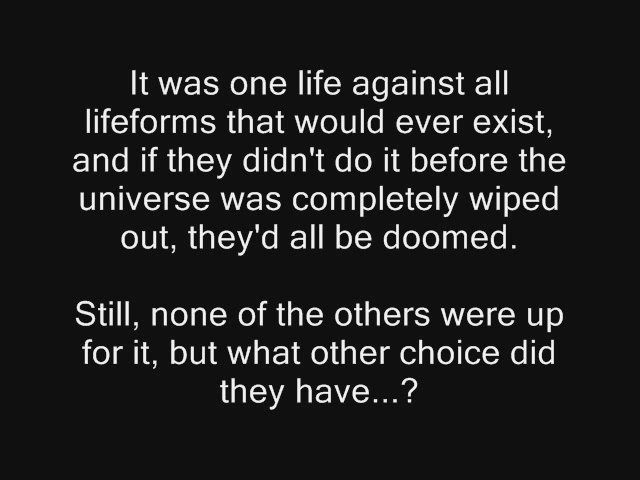 It was one life against all
lifeforms that would ever exist,
and if they didn't do it before the
universe was completely wiped
out, they'd all be doomed.
Still, none of the others were up
for it, but what other choice did
they have...?